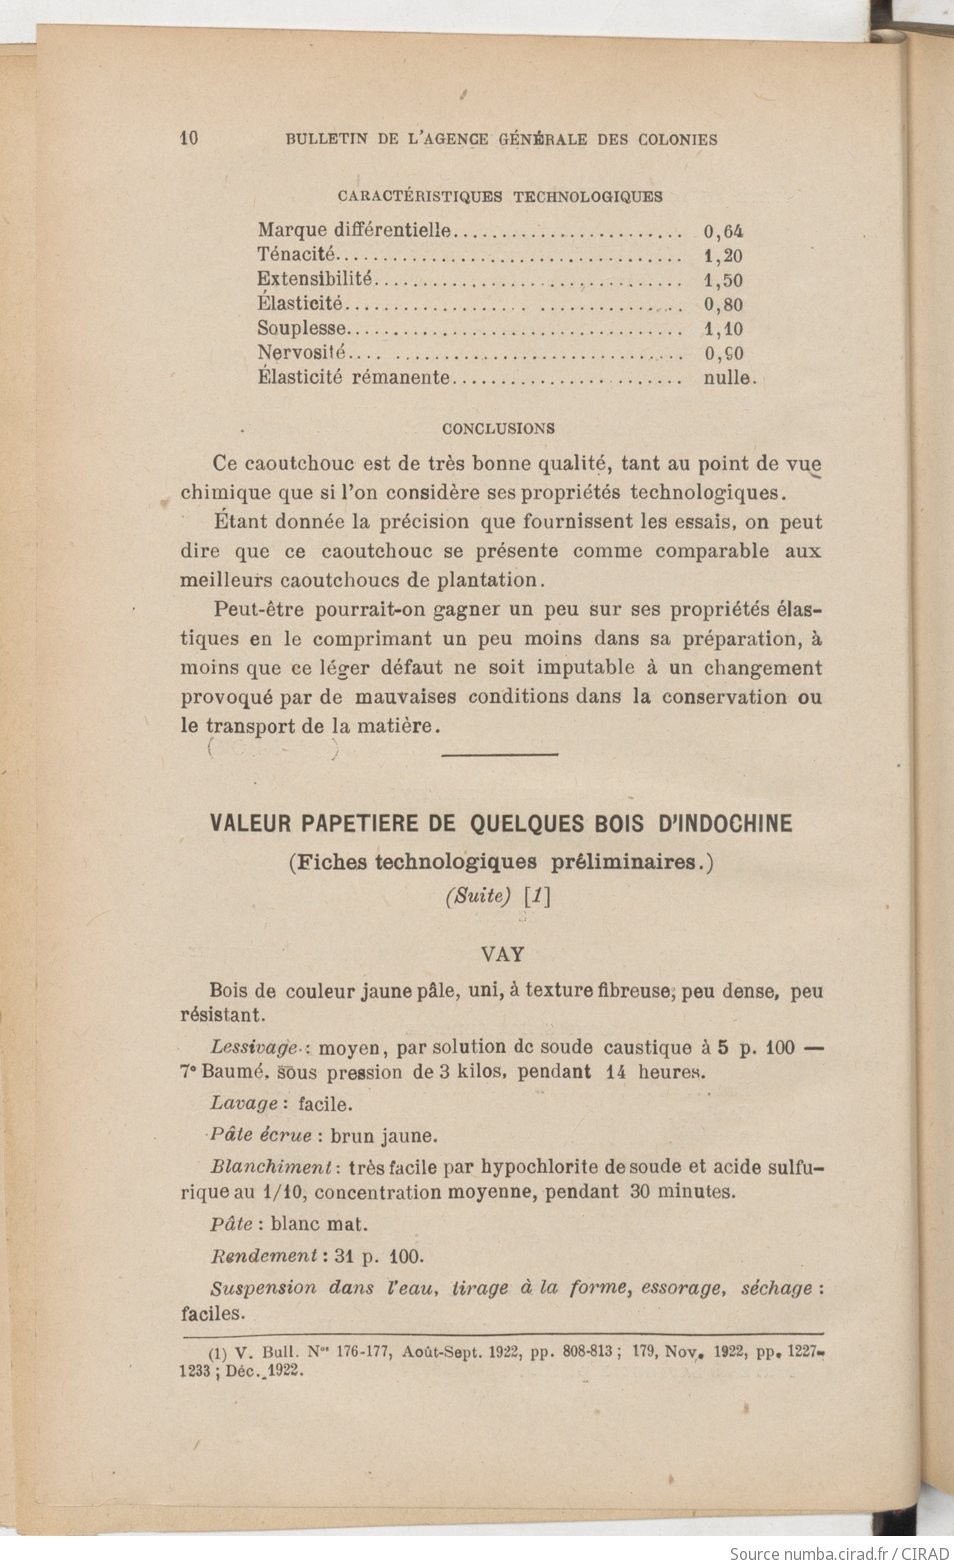 10 BULLETIN DE L'AGENCE GÉNÉRALE DES COLONIES
CARACTÉRISTIQUES TECHNOLOGIQUES
Marque différentielle........................ 0,64
Ténacité.................................... 1,20
Extensibilité................................ 1,50
Élasticité................... ............... 0,80
Souplesse................................... 1,10
Nervosité.... .............................. 0,90
Élasticité rémanente........................ nulle.
CONCLUSIONS
Ce caoutchouc est de très bonne qualité, tant au point de vue
chimique que si l'on considère ses propriétés technologiques.
Étant donnée la précision que fournissent les essais, on peut
dire que ce caoutchouc se présente comme comparable aux
meilleurs caoutchoucs de plantation.
Peut-être pourrait-on gagner un peu sur ses propriétés élas-
tiques en le comprimant un peu moins dans sa préparation, à
moins que ce léger défaut ne soit imputable à un changement
provoqué par de mauvaises conditions dans la conservation ou
le transport de la matière.
VALEUR PAPETIERE DE QUELQUES BOIS D'INDOCHINE
(Fiches technologiques préliminaires.)
(Suite) [1]
VAY
Bois de couleur jaune pâle, uni, à texture fibreuse, peu dense, peu
résistant.
Lessivage : moyen, par solution de soude caustique à 5 p. 100 —
7° Baumé, sous pression de 3 kilos, pendant 14 heures.
Lavage : facile.
Pâte écrue : brun jaune.
Blanchiment : très facile par hypochlorite de soude et acide sulfu-
rique au 1/10, concentration moyenne, pendant 30 minutes.
Pâte : blanc mat.
Rendement : 31 p. 100.
Suspension dans l'eau, tirage à la forme, essorage, séchage :
faciles.
(1) V. Bull. Nos 176-177, Août-Sept. 1922, pp. 808-813 ; 179, Nov. 1922, pp. 1227-
1233 ; Déc. 1922.
Source numba.cirad.fr / CIRAD